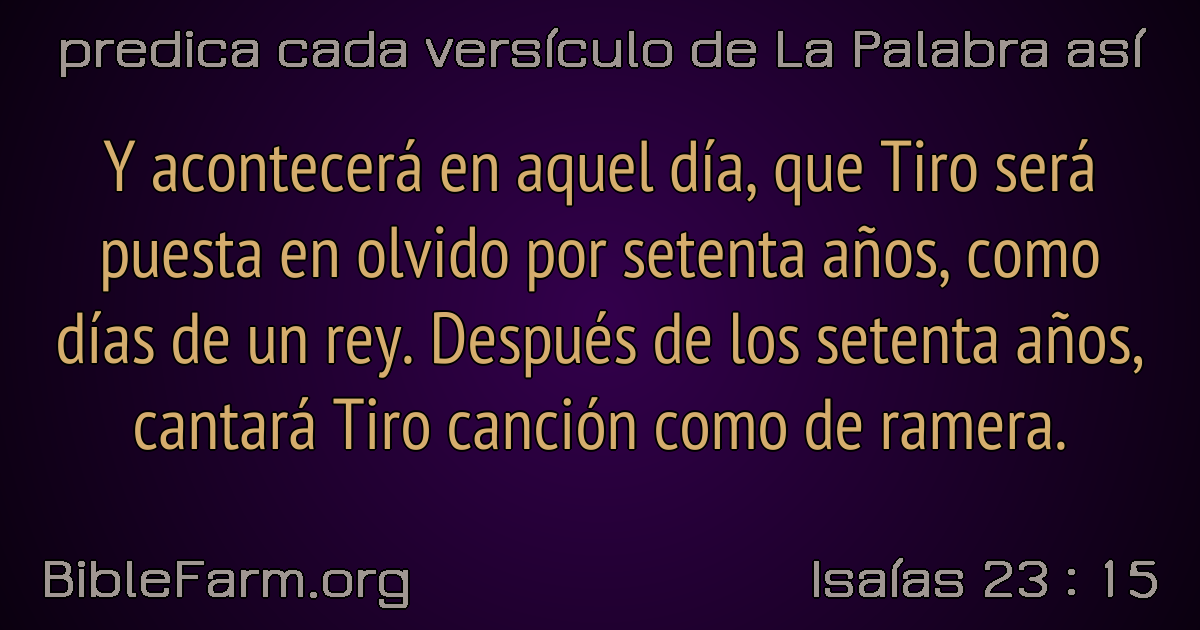 predica cada versículo de La Palabra así
Y acontecerá en aquel día, que Tiro será
puesta en olvido por setenta años, como
días de un rey. Después de los setenta años,
cantará Tiro canción como de ramera.
BibleFarm.org
Isaías 23 : 15